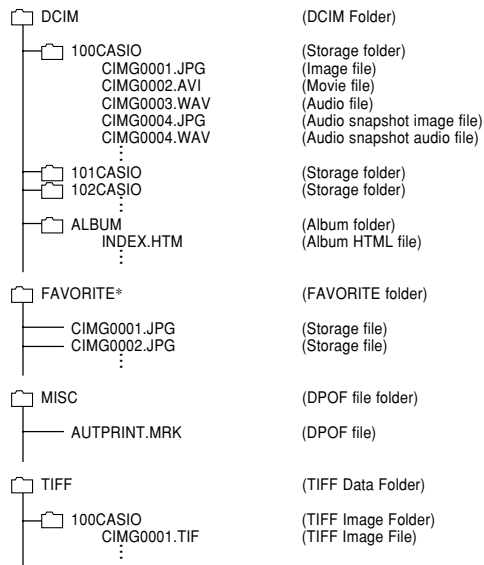 DCIM (DCIM Folder)
100CASIO (Storage folder)
CIMG0001.JPG (Image file)
CIMG0002.AVI (Movie file)
CIMG0003.WAV (Audio file)
CIMG0004.JPG (Audio snapshot image file)
CIMG0004.WAV (Audio snapshot audio file)
101CASIO (Storage folder)
102CASIO (Storage folder)
ALBUM (Album folder)
INDEX.HTM (Album HTML file)
FAVORITE* (FAVORITE folder)
CIMG0001.JPG (Storage file)
CIMG0002.JPG (Storage file)
MISC (DPOF file folder)
AUTPRINT.MRK (DPOF file)
TIFF (TIFF Data Folder)
100CASIO (TIFF Image Folder)
CIMG0001.TIF (TIFF Image File)